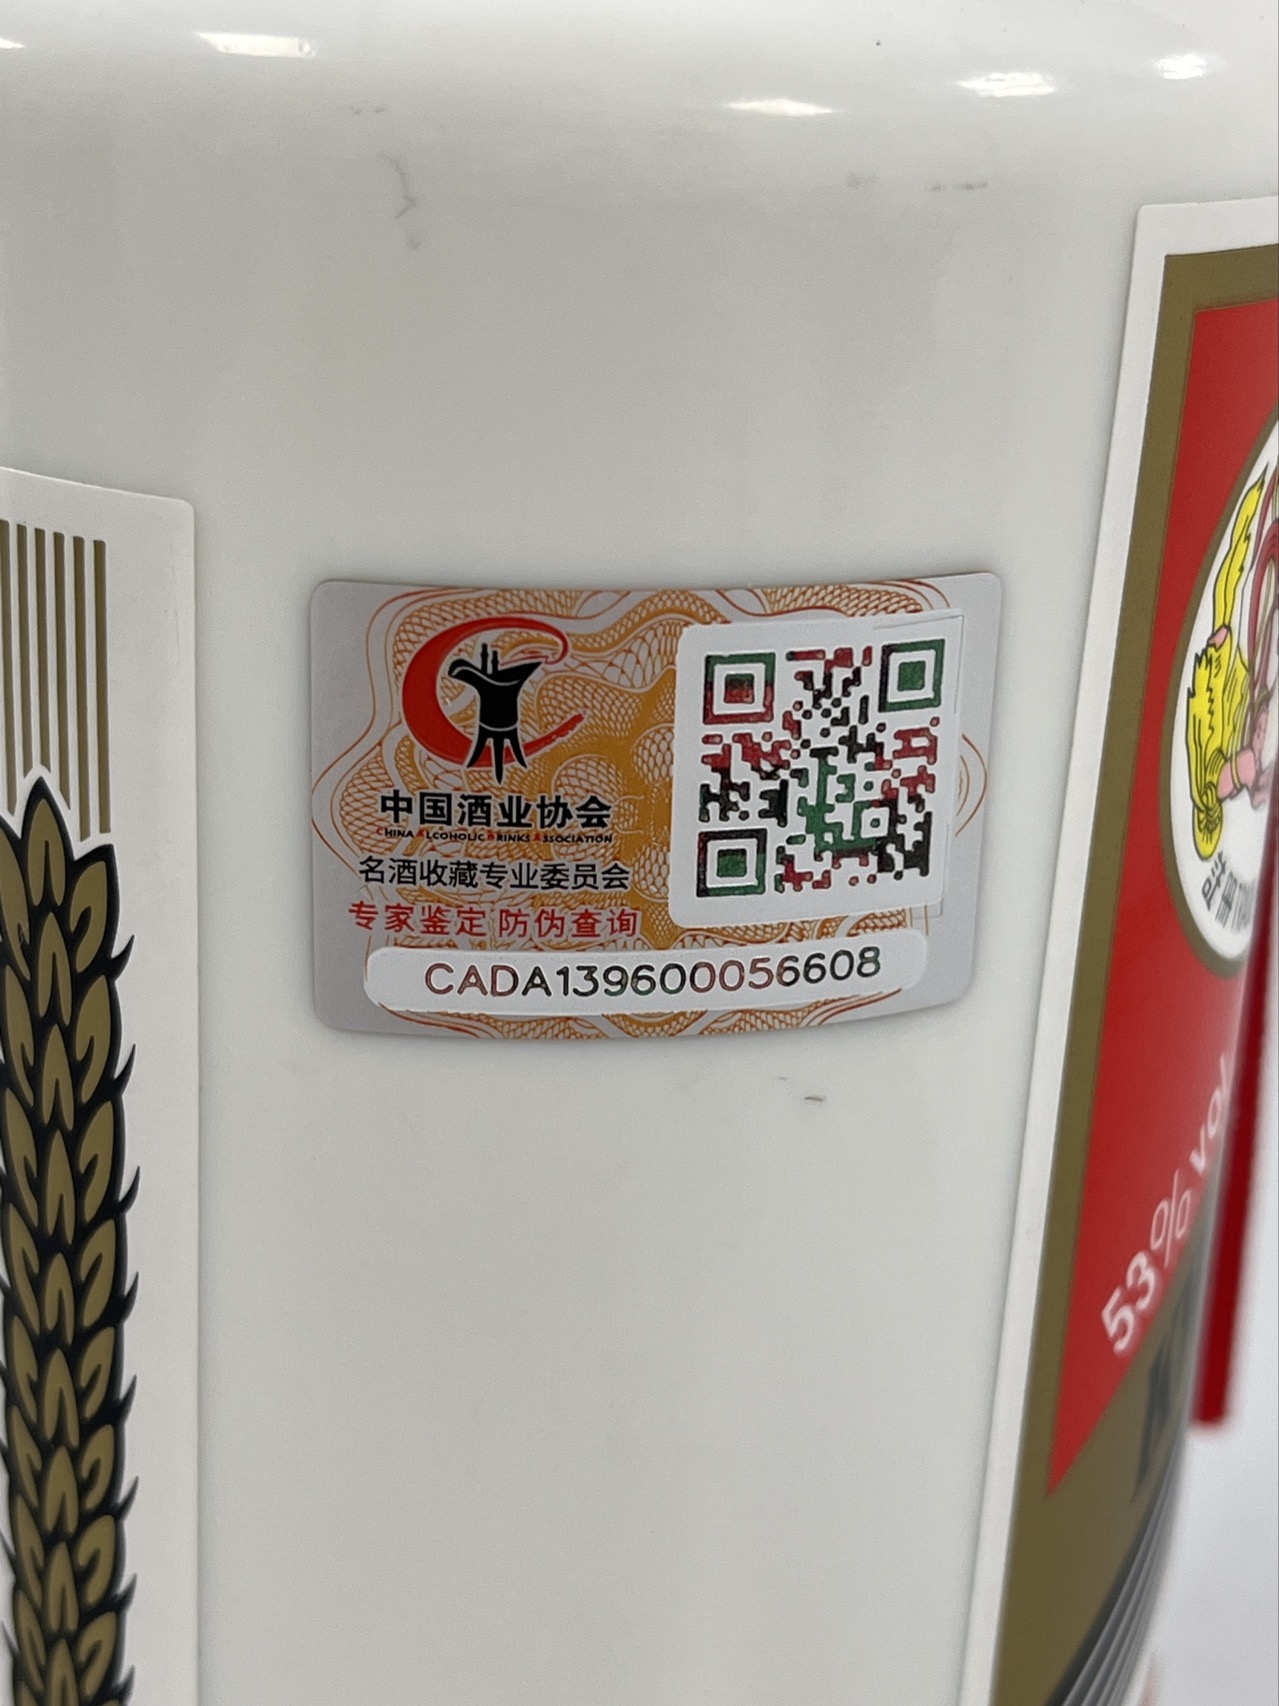 中国酒业协会
CHINA ALCOHOLIC DRINKS ASSOCIATION
名酒收藏专业委员会
专家鉴定 防伪查询
CADA139600056608
53% vol